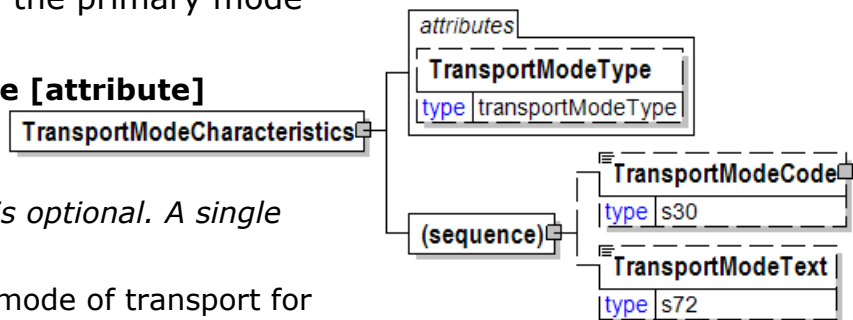 the primary mode
e [attribute]
s optional. A single
mode of transport for
TransportModeCharacteristics
attributes
TransportModeType
type transportModeType
(sequence)
TransportModeCode
type s30
TransportModeText
type s72